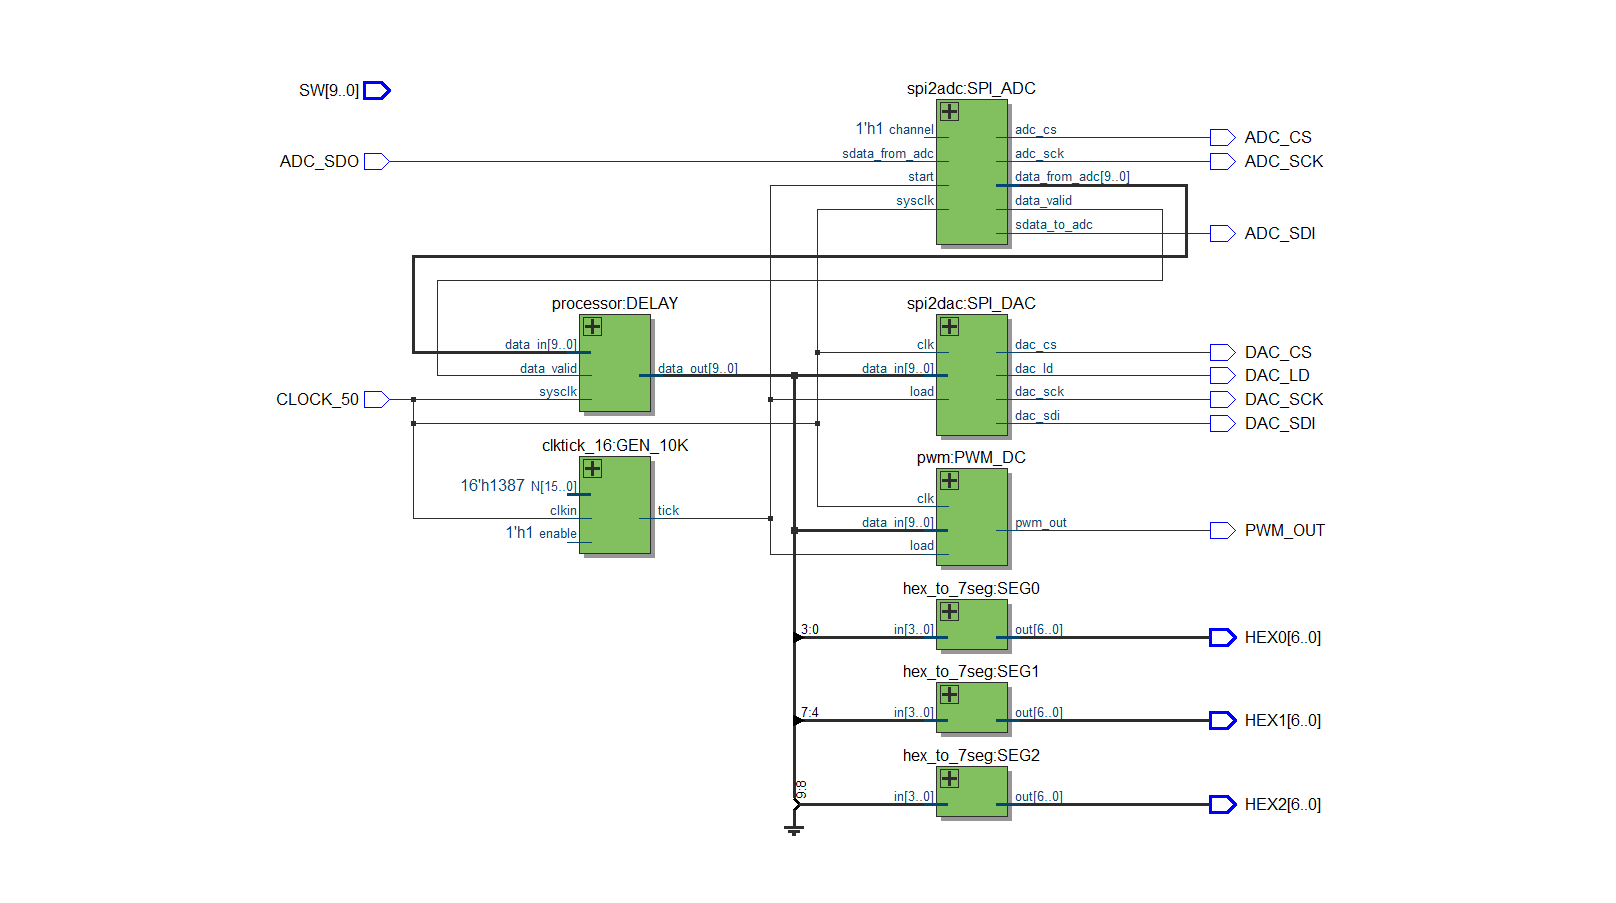 SW[9..0]
ADC_SDO
CLOCK_50
spi2adc:SPI_ADC
1'h1 channel
sdata_from_adc
start
sysclk
adc_cs
adc_sck
data_from_adc[9..0]
data_valid
sdata_to_adc
ADC_CS
ADC_SCK
ADC_SDI
processor:DELAY
data_in[9..0]
data_valid
sysclk
data_out[9..0]
spi2dac:SPI_DAC
clk
data_in[9..0]
load
dac_cs
dac_ld
dac_sck
dac_sdi
DAC_CS
DAC_LD
DAC_SCK
DAC_SDI
clktick_16:GEN_10K
16'h1387 N[15..0]
clkin
1'h1 enable
tick
pwm:PWM_DC
clk
data_in[9..0]
load
pwm_out
PWM_OUT
hex_to_7seg:SEG0
3:0
in[3..0]
out[6..0]
HEX0[6..0]
hex_to_7seg:SEG1
7:4
in[3..0]
out[6..0]
HEX1[6..0]
hex_to_7seg:SEG2
9:8
in[3..0]
out[6..0]
HEX2[6..0]